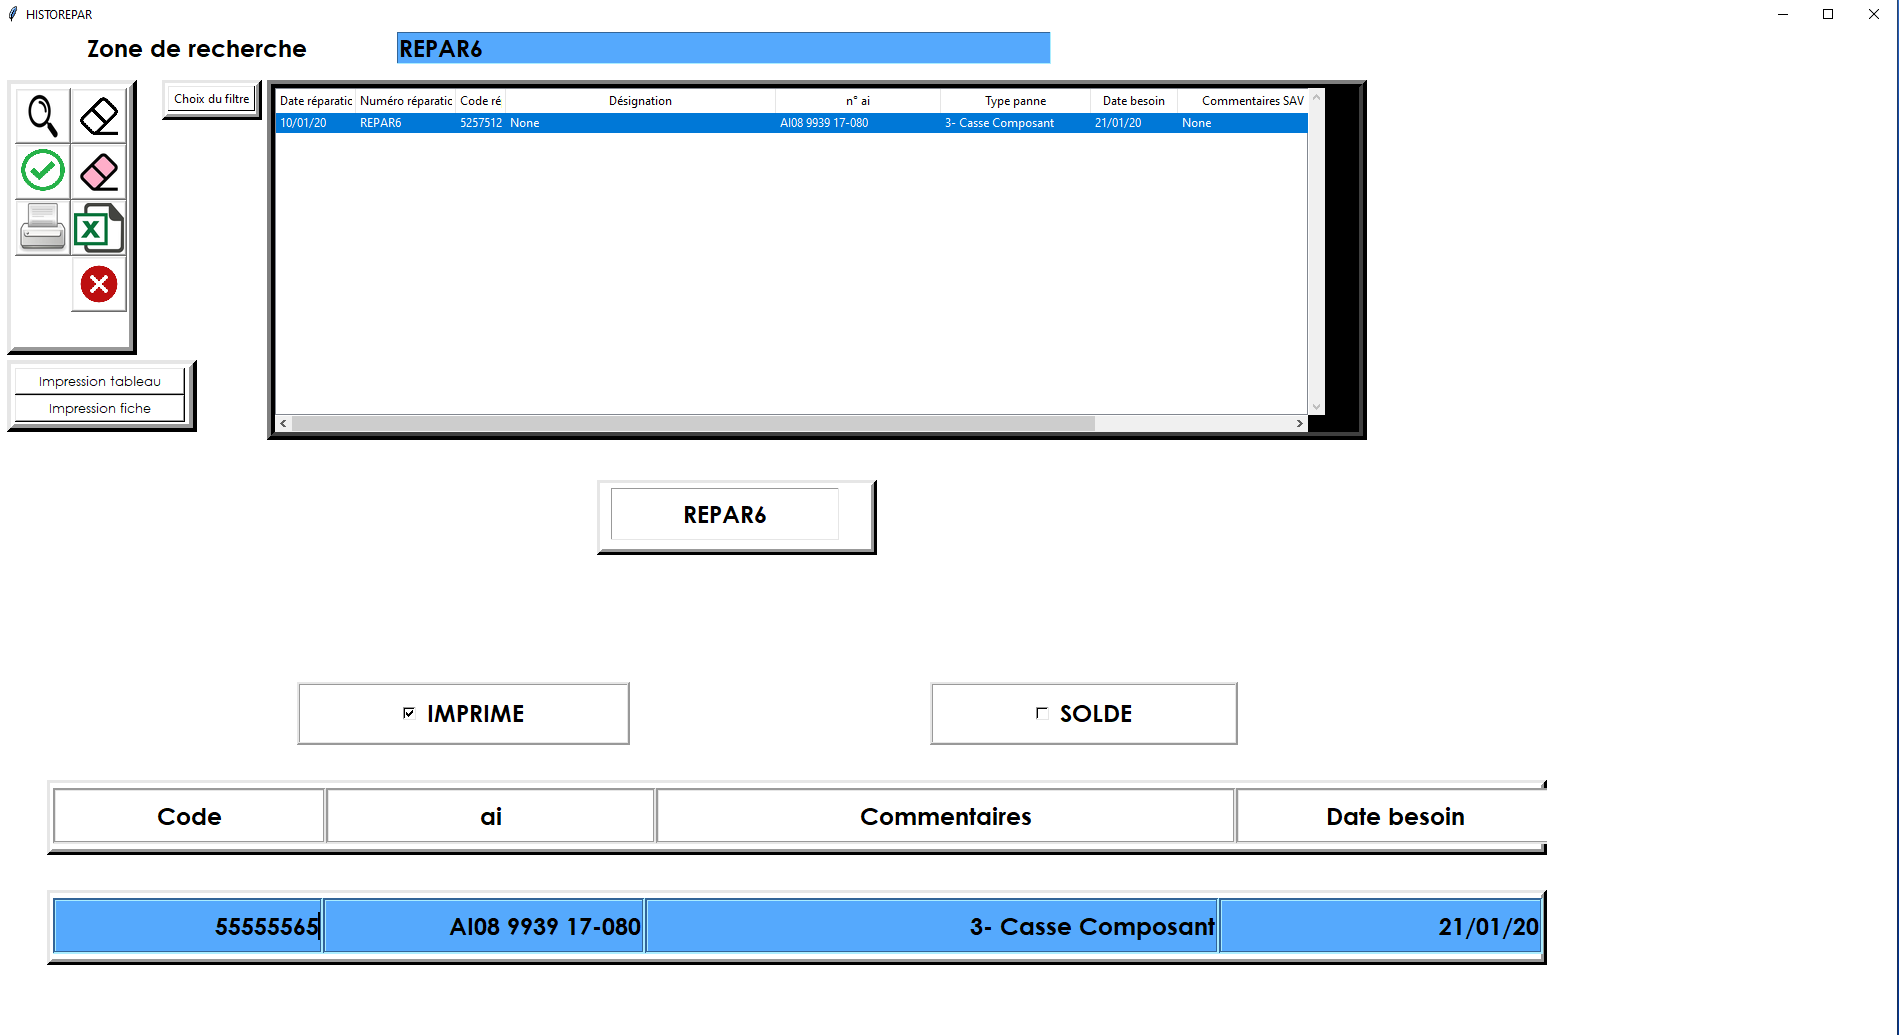 HISTOREPAR
Zone de recherche REPAR6
Choix du filtre
Date réparatic Numéro réparatic Code ré Désignation n° ai Type panne Date besoin Commentaires SAV
10/01/20 REPAR6 5257512 None AI08 9939 17-080 3- Casse Composant 21/01/20 None
X
Impression tableau
Impression fiche
REPAR6
IMPRIME SOLDE
Code ai Commentaires Date besoin
55555565 AI08 9939 17-080 3- Casse Composant 21/01/20